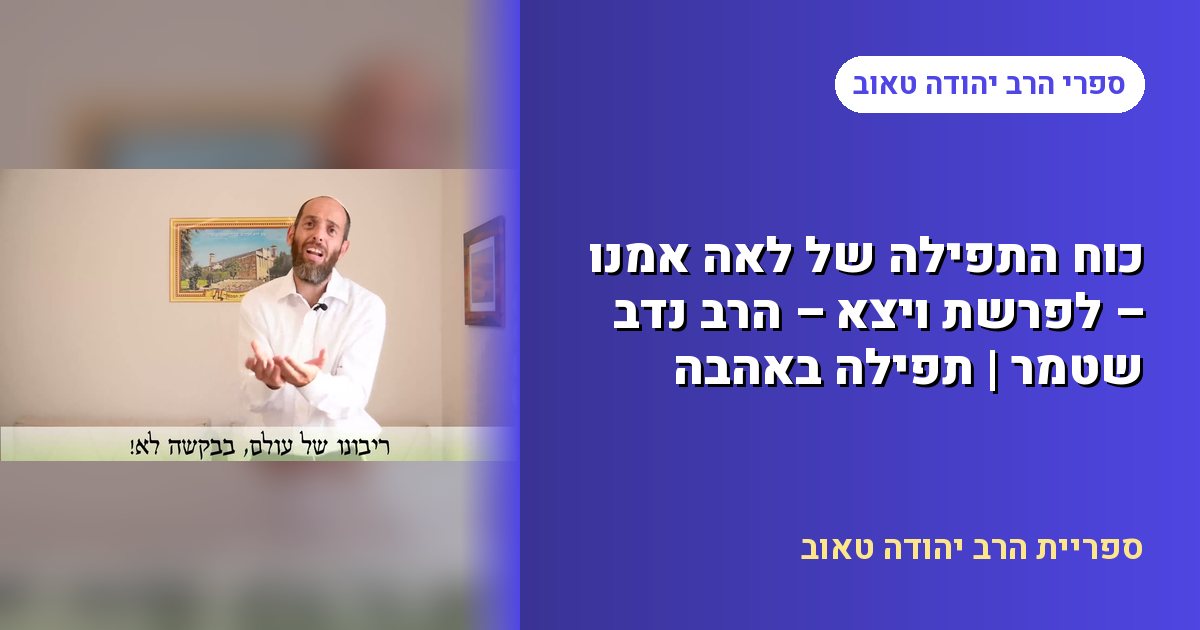 ספרי הרב יהודה טאוב
כוח התפילה של לאה אמנו
– לפרשת ויצא – הרב נדב
שטמר | תפילה באהבה
ריבונו של עולם, בבקשה לא!
ספריית הרב יהודה טאוב